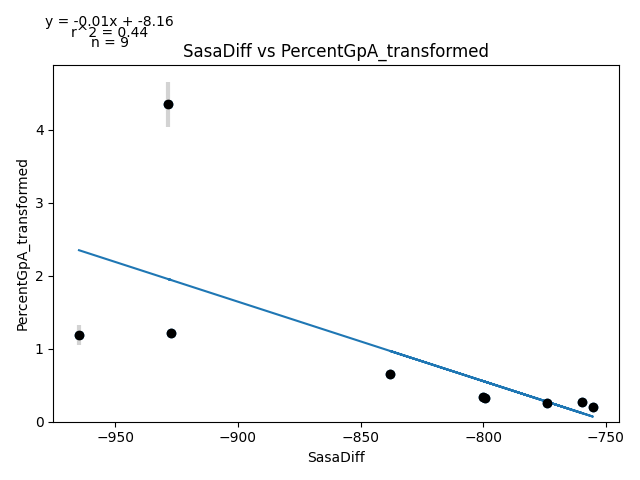 y = -0.01x + -8.16
r^2 = 0.44
n = 9
SasaDiff vs PercentGpA_transformed
PercentGpA_transformed
4
3
2
1
0
−950
−900
−850
−800
−750
SasaDiff